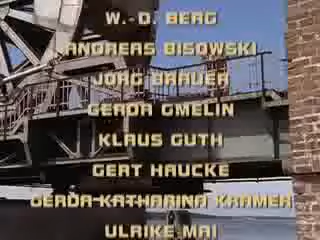 W.-D. BERG
ANDREAS BISOWSKI
JÖRG BRAUER
GERDA GMELIN
KLAUS GUTH
GERT HAUCKE
GERDA-KATHARINA KRAMER
ULRIKE MAI